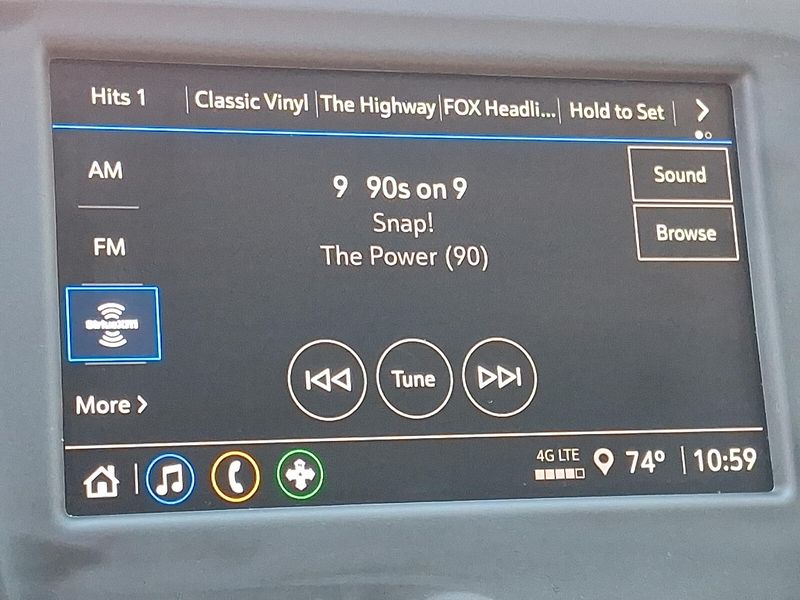 Hits 1 Classic Vinyl The Highway FOX Headli... Hold to Set
AM
FM
SiriusXM
More
9 90s on 9
Snap!
The Power (90)
Sound
Browse
Tune
4G LTE 74° 10:59